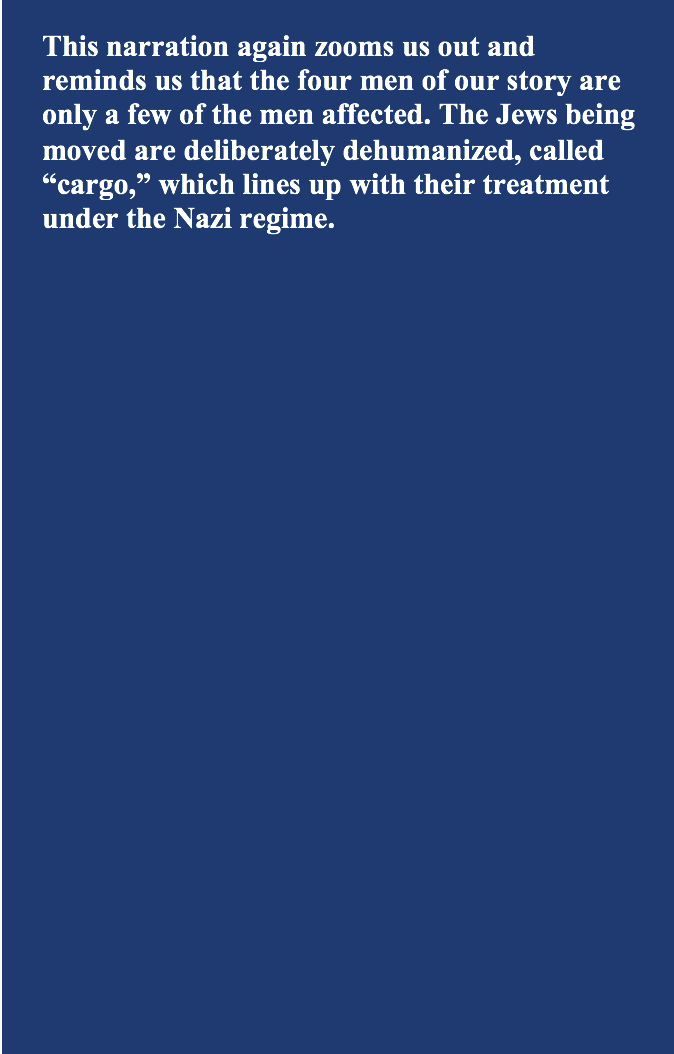 This narration again zooms us out and
reminds us that the four men of our story are
only a few of the men affected. The Jews being
moved are deliberately dehumanized, called
“cargo,” which lines up with their treatment
under the Nazi regime.